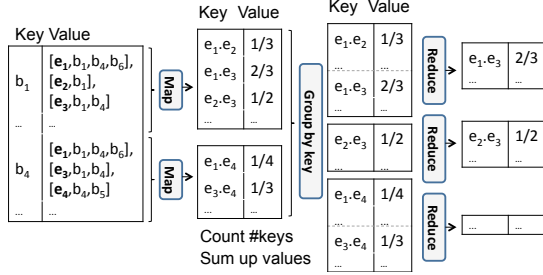 Key Value
b1
[e1,b1,b4,b6],
[e2,b1],
[e3,b1,b4]
... ...
b4
[e1,b1,b4,b6],
[e3,b1,b4],
[e4,b4,b5]
... ...
Map
Map
Key Value
e1.e2 1/3
e1.e3 2/3
e2.e3 1/2
... ...
e1.e4 1/4
e3.e4 1/3
... ...
Count #keys
Sum up values
Group by key
Key Value
e1.e2 1/3
... ...
e1.e3 2/3
... ...
e2.e3 1/2
... ...
e1.e4 1/4
... ...
e3.e4 1/3
... ...
Reduce
Reduce
Reduce
e1.e3 2/3
... ...
e2.e3 1/2
... ...
... ...